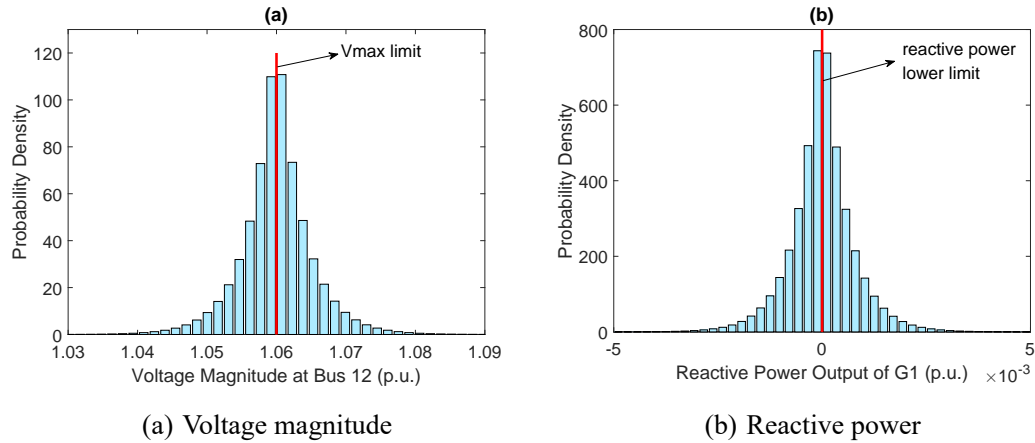 (a)
Vmax limit
120
100
80
60
40
20
0
Probability Density
1.03 1.04 1.05 1.06 1.07 1.08 1.09
Voltage Magnitude at Bus 12 (p.u.)
(a) Voltage magnitude
(b)
reactive power
lower limit
800
600
400
200
0
Probability Density
-5 0 5
×10⁻³
Reactive Power Output of G1 (p.u.)
(b) Reactive power